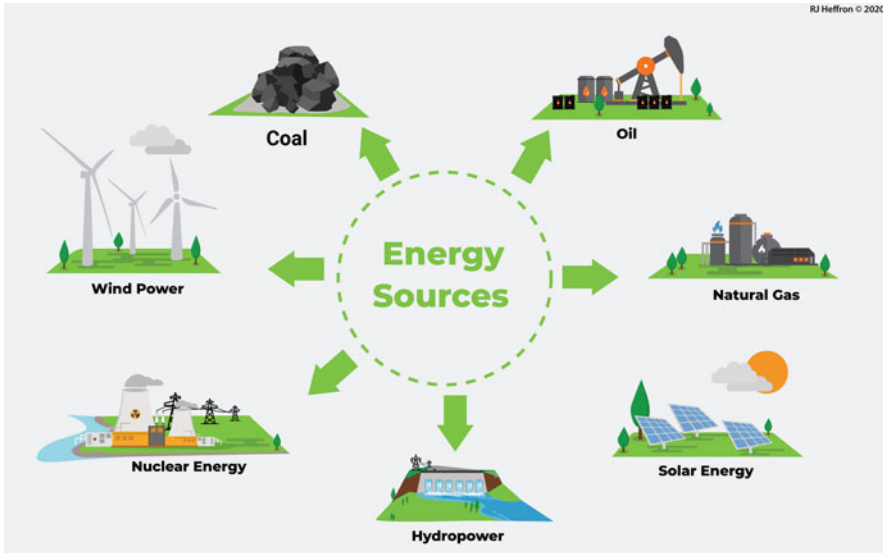 RJ Heffron © 2020
Coal
Oil
Wind Power
Energy
Sources
Natural Gas
Nuclear Energy
Solar Energy
Hydropower